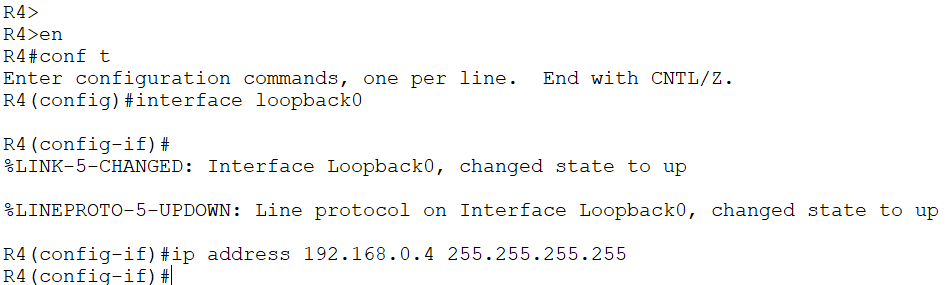 R4>
R4>en
R4#conf t
Enter configuration commands, one per line.  End with CNTL/Z.
R4(config)#interface loopback0
R4(config-if)#
%LINK-5-CHANGED: Interface Loopback0, changed state to up
%LINEPROTO-5-UPDOWN: Line protocol on Interface Loopback0, changed state to up
R4(config-if)#ip address 192.168.0.4 255.255.255.255
R4(config-if)#